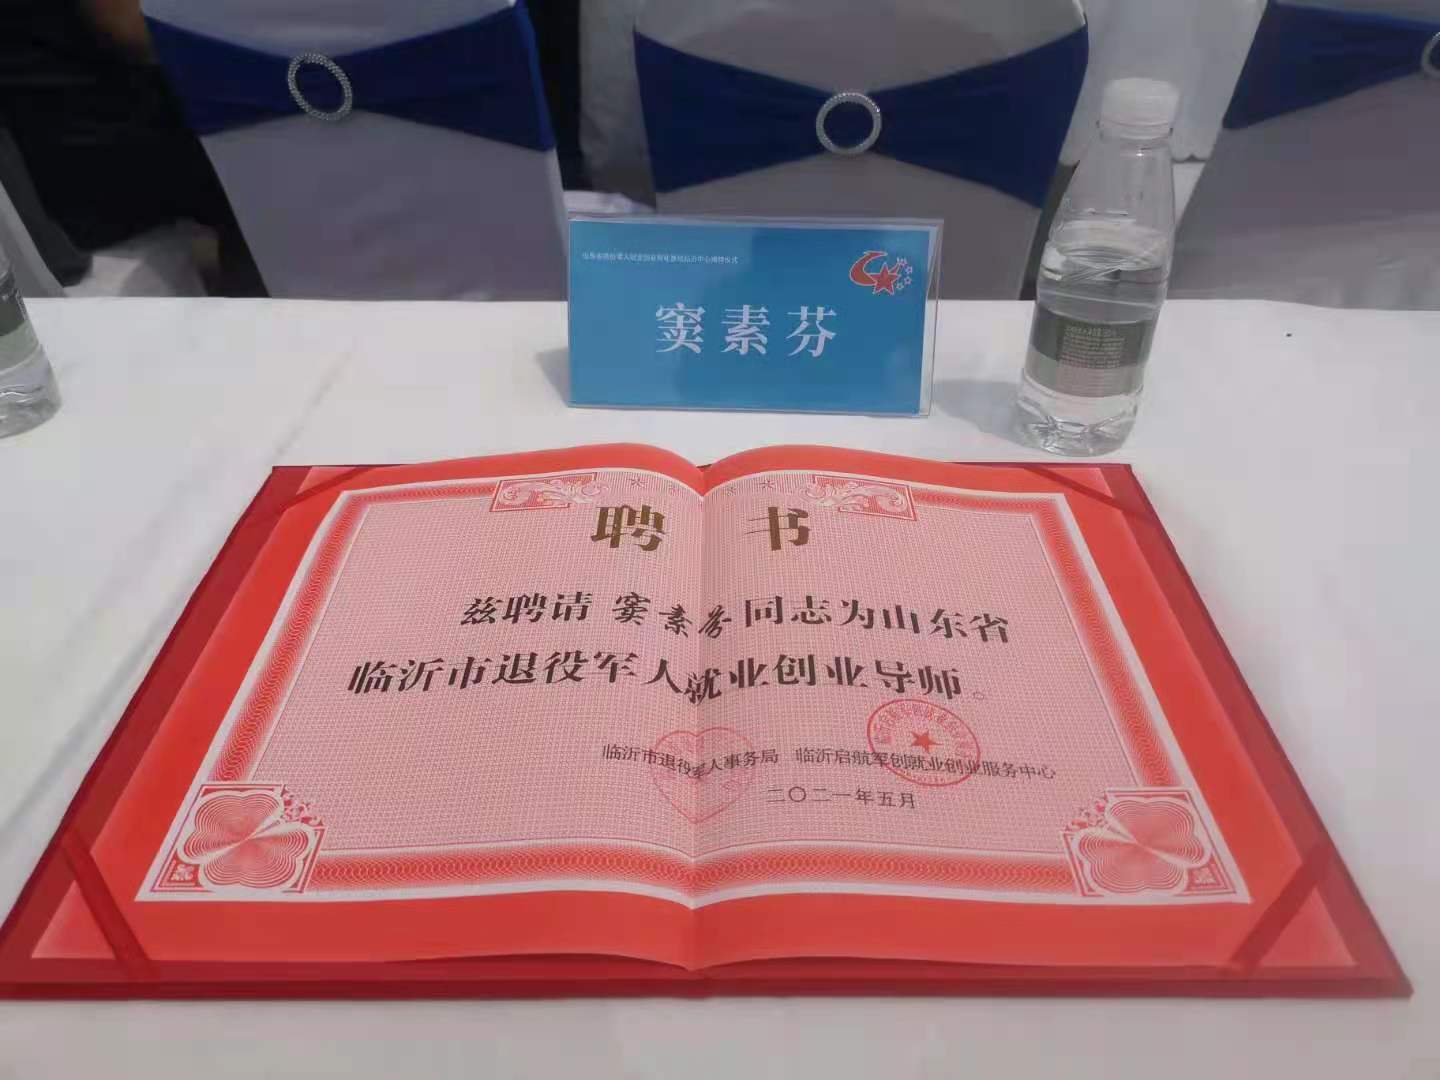 窦素芬
聘 书
兹聘请 窦素芬 同志为山东省
临沂市退役军人就业创业导师。
临沂市退役军人事务局 临沂启航军创就业创业服务中心
二〇二一年五月